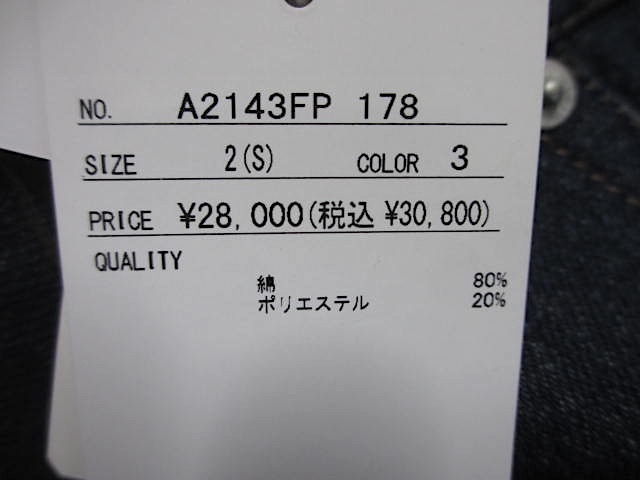 NO. A2143FP 178
SIZE 2(S) COLOR 3
PRICE ¥28,000(税込 ¥30,800)
QUALITY
綿 80%
ポリエステル 20%